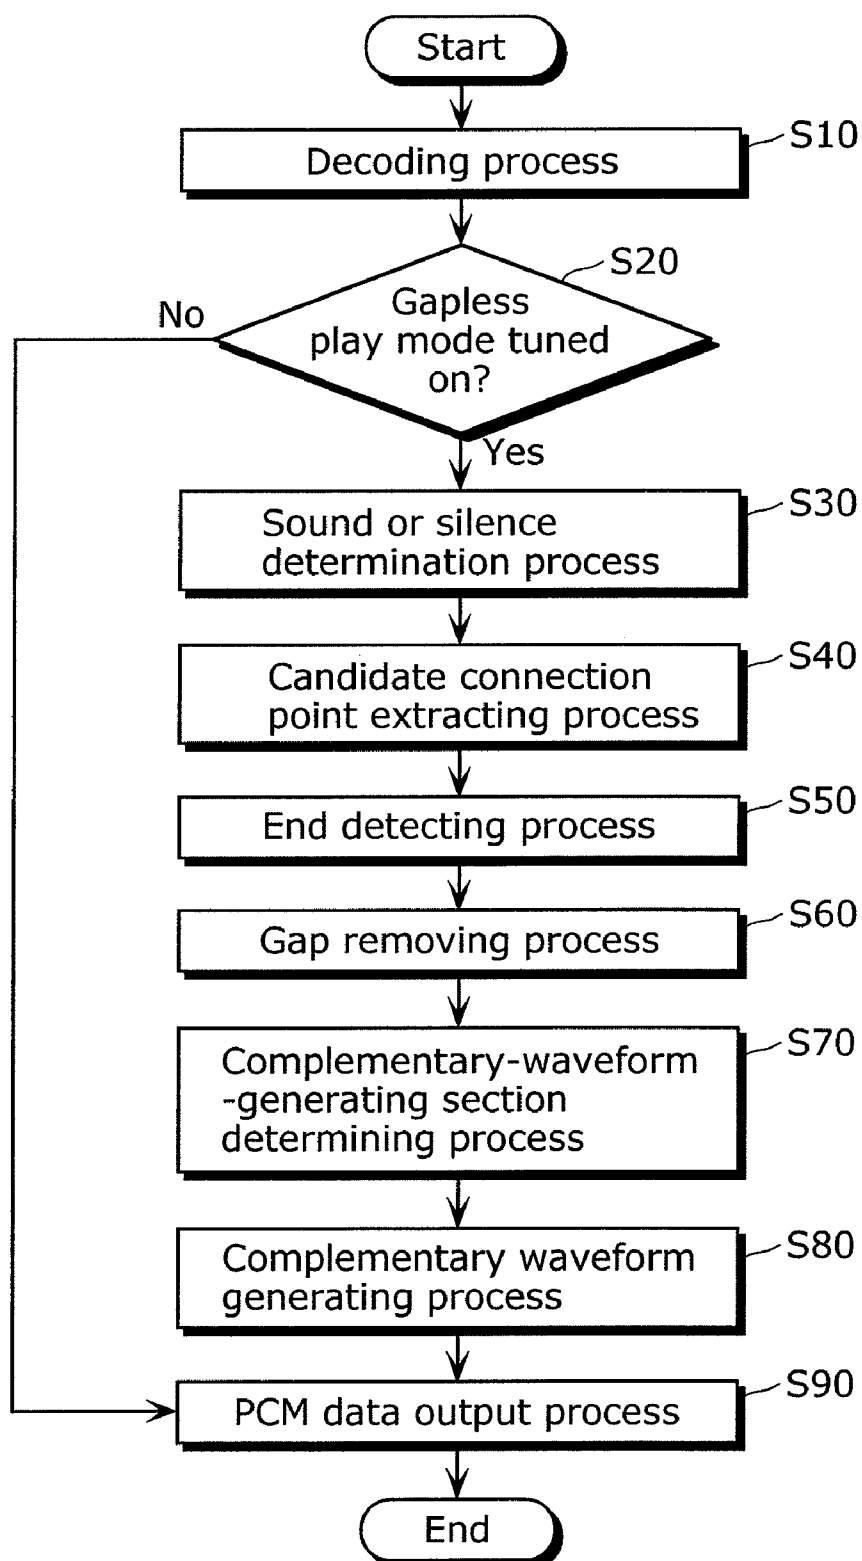 Start
S10
Decoding process
S20
Gapless
play mode tuned
on?
No
Yes
S30
Sound or silence
determination process
S40
Candidate connection
point extracting process
S50
End detecting process
S60
Gap removing process
S70
Complementary-waveform
-generating section
determining process
S80
Complementary waveform
generating process
S90
PCM data output process
End